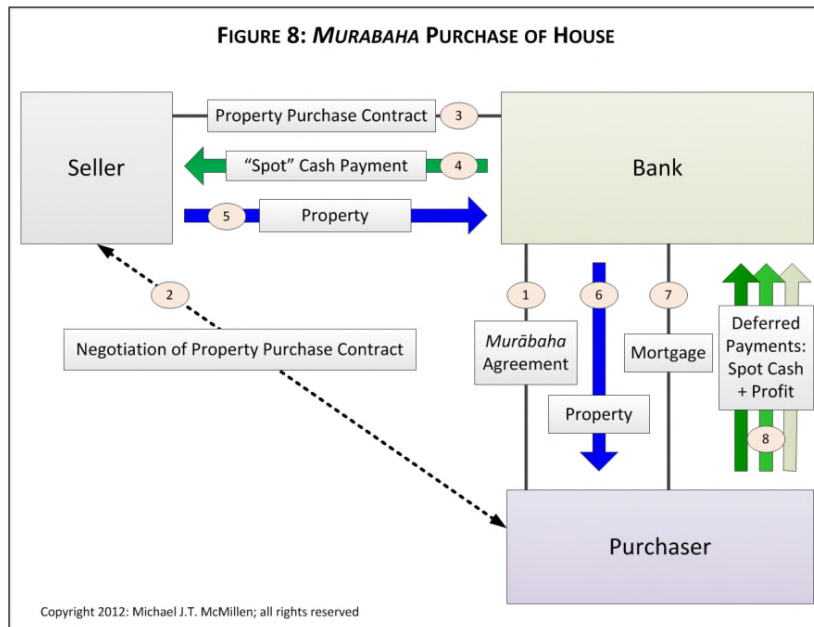 FIGURE 8: MURABAHA PURCHASE OF HOUSE
Seller
Property Purchase Contract
3
Bank
"Spot" Cash Payment
4
5
Property
2
Negotiation of Property Purchase Contract
1
Murābaha
Agreement
6
Property
7
Mortgage
Deferred
Payments:
Spot Cash
+ Profit
8
Purchaser
Copyright 2012: Michael J.T. McMillen; all rights reserved